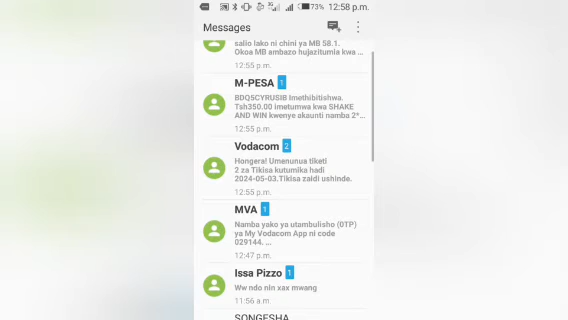 73% 12:58 p.m.
Messages
salio lako ni chini ya MB 58.1.
Okoa MB ambazo hujazitumia kwa ...
12:55 p.m.
M-PESA 1
BDQ5CYRUSIB Imethibitishwa.
Tsh350.00 imetumwa kwa SHAKE
AND WIN kwenye akaunti namba 2*...
12:55 p.m.
Vodacom 2
Hongera! Umenunua tiketi
2 za Tikisa kutumika hadi
2024-05-03.Tikisa zaidi ushinde.
12:55 p.m.
MVA 1
Namba yako ya utambulisho (OTP)
ya My Vodacom App ni code
029144. ...
12:47 p.m.
Issa Pizzo 1
Ww ndo nin xax mwang
11:56 a.m.
SONGESHA